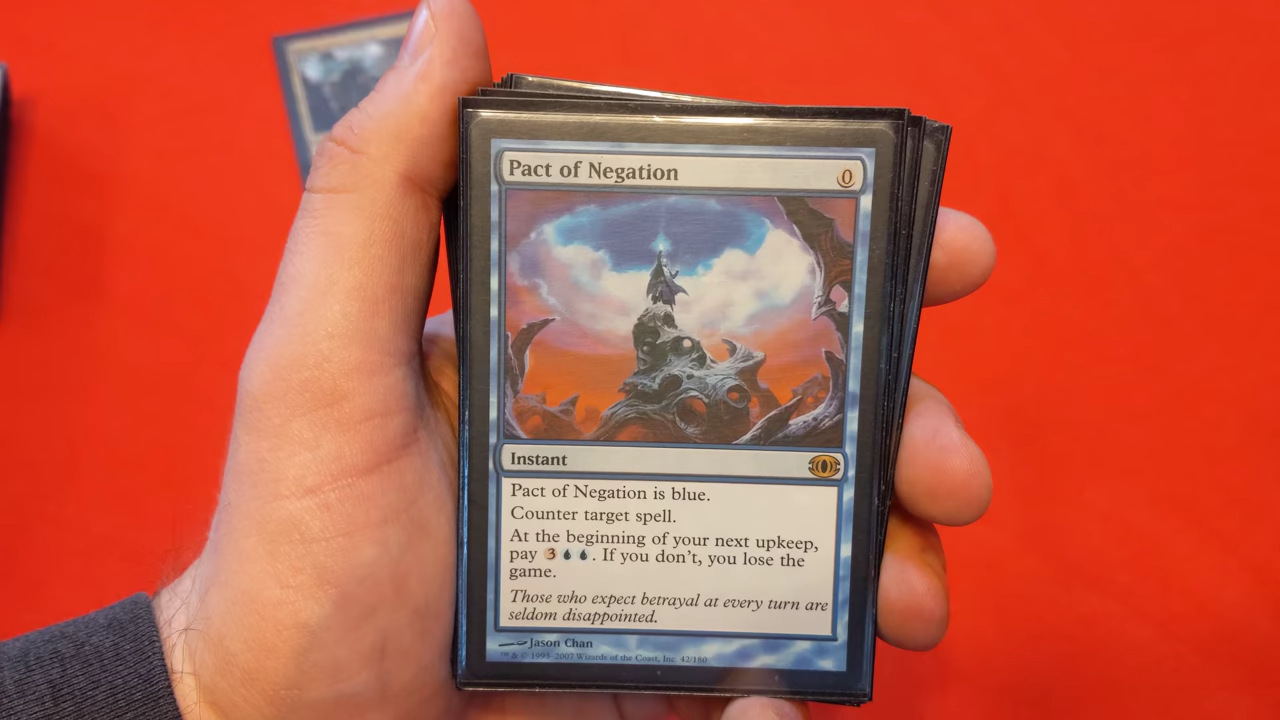 Pact of Negation 0
Instant
Pact of Negation is blue.
Counter target spell.
At the beginning of your next upkeep,
pay 3. If you don't, you lose the
game.
Those who expect betrayal at every turn are
seldom disappointed.
Jason Chan
™ & © 1993–2007 Wizards of the Coast, Inc. 42/180